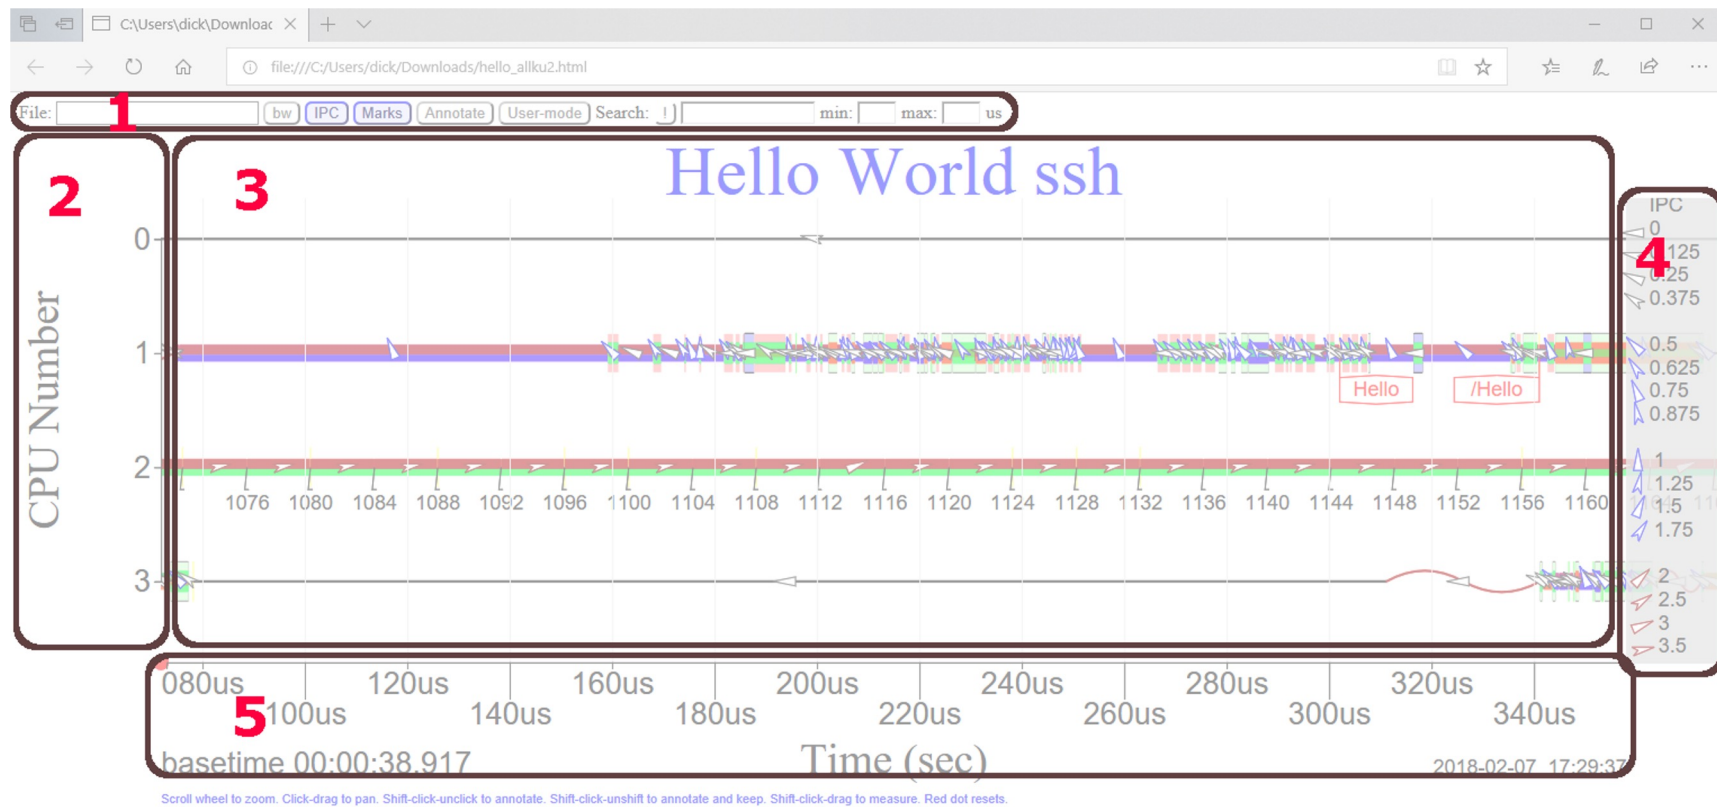 C:\Users\dick\Downloac
file:///C:/Users/dick/Downloads/hello_allku2.html
File: bw IPC Marks Annotate User-mode Search: ! min: max: us
1
2
3
4
5
Hello World ssh
CPU Number
0
1
2
3
Hello /Hello
1076 1080 1084 1088 1092 1096 1100 1104 1108 1112 1116 1120 1124 1128 1132 1136 1140 1144 1148 1152 1156 1160
IPC
0
0.125
0.25
0.375
0.5
0.625
0.75
0.875
1
1.25
1.5
1.75
2
2.5
3
3.5
080us 120us 160us 200us 240us 280us 320us
100us 140us 180us 220us 260us 300us 340us
basetime 00:00:38.917 Time (sec) 2018-02-07 17:29:37
Scroll wheel to zoom. Click-drag to pan. Shift-click-unclick to annotate. Shift-click-unshift to annotate and keep. Shift-click-drag to measure. Red dot resets.